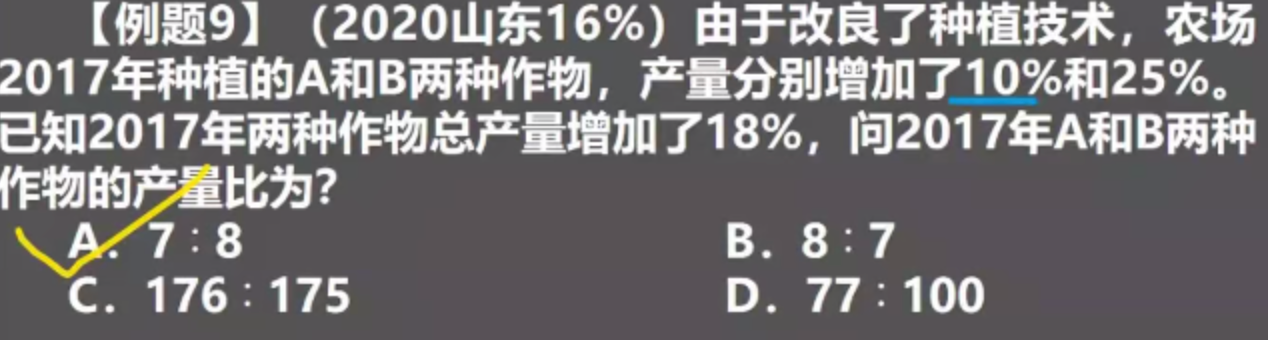 【例题9】（2020山东16%）由于改良了种植技术，农场
2017年种植的A和B两种作物，产量分别增加了10%和25%。
已知2017年两种作物总产量增加了18%，问2017年A和B两种
作物的产量比为？
A．7：8 B．8：7
C．176：175 D．77：100